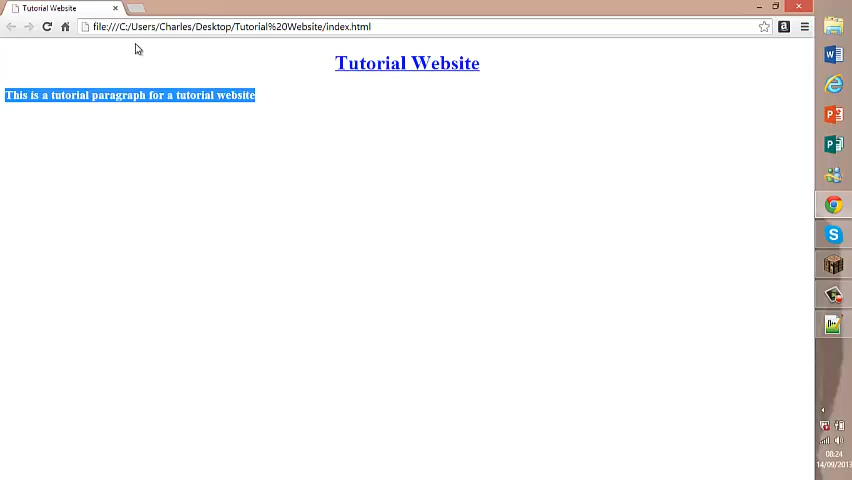 Tutorial Website
file:///C:/Users/Charles/Desktop/Tutorial%20Website/index.html
Tutorial Website
This is a tutorial paragraph for a tutorial website
08:24
14/09/2013